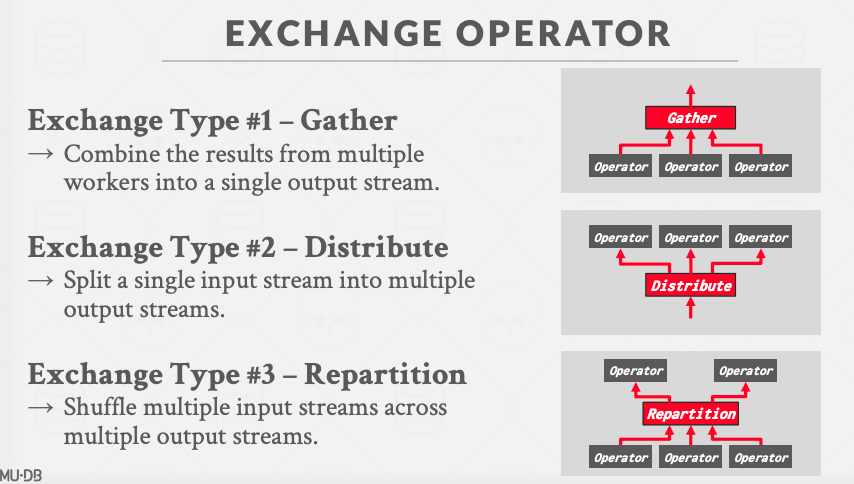 EXCHANGE OPERATOR
Exchange Type #1 – Gather
→ Combine the results from multiple
workers into a single output stream.
Gather
Operator Operator Operator
Exchange Type #2 – Distribute
→ Split a single input stream into multiple
output streams.
Operator Operator Operator
Distribute
Exchange Type #3 – Repartition
→ Shuffle multiple input streams across
multiple output streams.
Operator Operator
Repartition
Operator Operator Operator
MU·DB